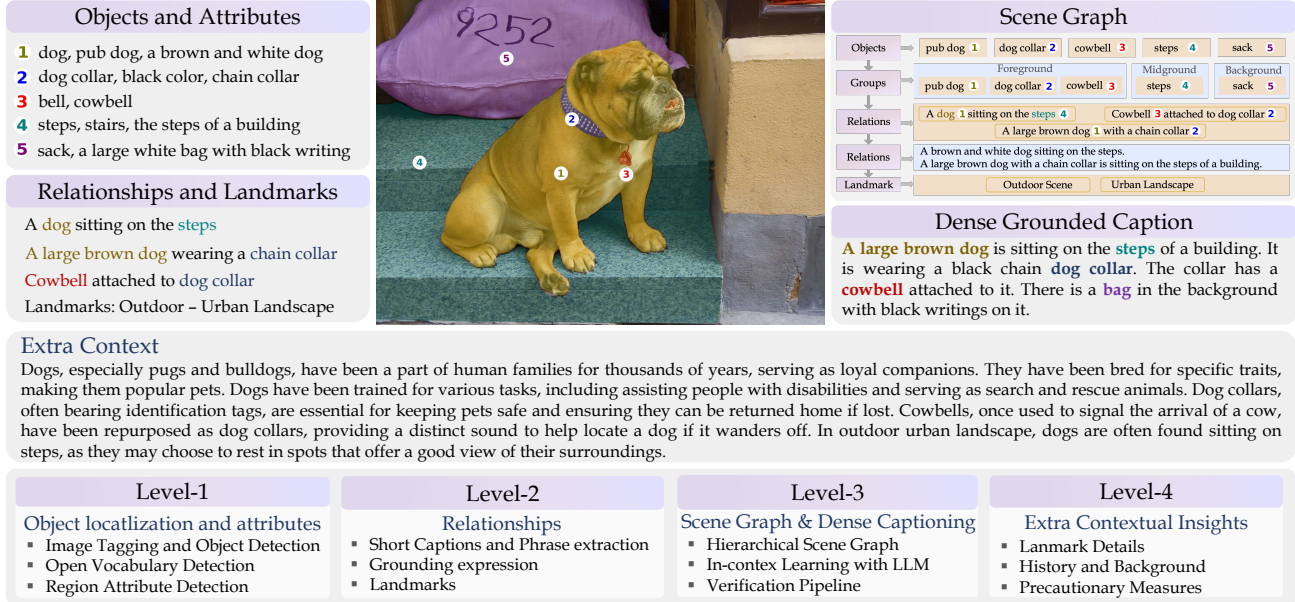 Objects and Attributes
1 dog, pub dog, a brown and white dog
2 dog collar, black color, chain collar
3 bell, cowbell
4 steps, stairs, the steps of a building
5 sack, a large white bag with black writing
Relationships and Landmarks
A dog sitting on the steps
A large brown dog wearing a chain collar
Cowbell attached to dog collar
Landmarks: Outdoor – Urban Landscape
9252
5
2
4
1
3
Scene Graph
Objects pub dog 1 dog collar 2 cowbell 3 steps 4 sack 5
Foreground Midground Background
Groups pub dog 1 dog collar 2 cowbell 3 steps 4 sack 5
Relations A dog 1 sitting on the steps 4 Cowbell 3 attached to dog collar 2
A large brown dog 1 with a chain collar 2
Relations A brown and white dog sitting on the steps.
A large brown dog with a chain collar is sitting on the steps of a building.
Landmark Outdoor Scene Urban Landscape
Dense Grounded Caption
A large brown dog is sitting on the steps of a building. It
is wearing a black chain dog collar. The collar has a
cowbell attached to it. There is a bag in the background
with black writings on it.
Extra Context
Dogs, especially pugs and bulldogs, have been a part of human families for thousands of years, serving as loyal companions. They have been bred for specific traits,
making them popular pets. Dogs have been trained for various tasks, including assisting people with disabilities and serving as search and rescue animals. Dog collars,
often bearing identification tags, are essential for keeping pets safe and ensuring they can be returned home if lost. Cowbells, once used to signal the arrival of a cow,
have been repurposed as dog collars, providing a distinct sound to help locate a dog if it wanders off. In outdoor urban landscape, dogs are often found sitting on
steps, as they may choose to rest in spots that offer a good view of their surroundings.
Level-1
Object locatlization and attributes
▪ Image Tagging and Object Detection
▪ Open Vocabulary Detection
▪ Region Attribute Detection
Level-2
Relationships
▪ Short Captions and Phrase extraction
▪ Grounding expression
▪ Landmarks
Level-3
Scene Graph & Dense Captioning
▪ Hierarchical Scene Graph
▪ In-contex Learning with LLM
▪ Verification Pipeline
Level-4
Extra Contextual Insights
▪ Lanmark Details
▪ History and Background
▪ Precautionary Measures